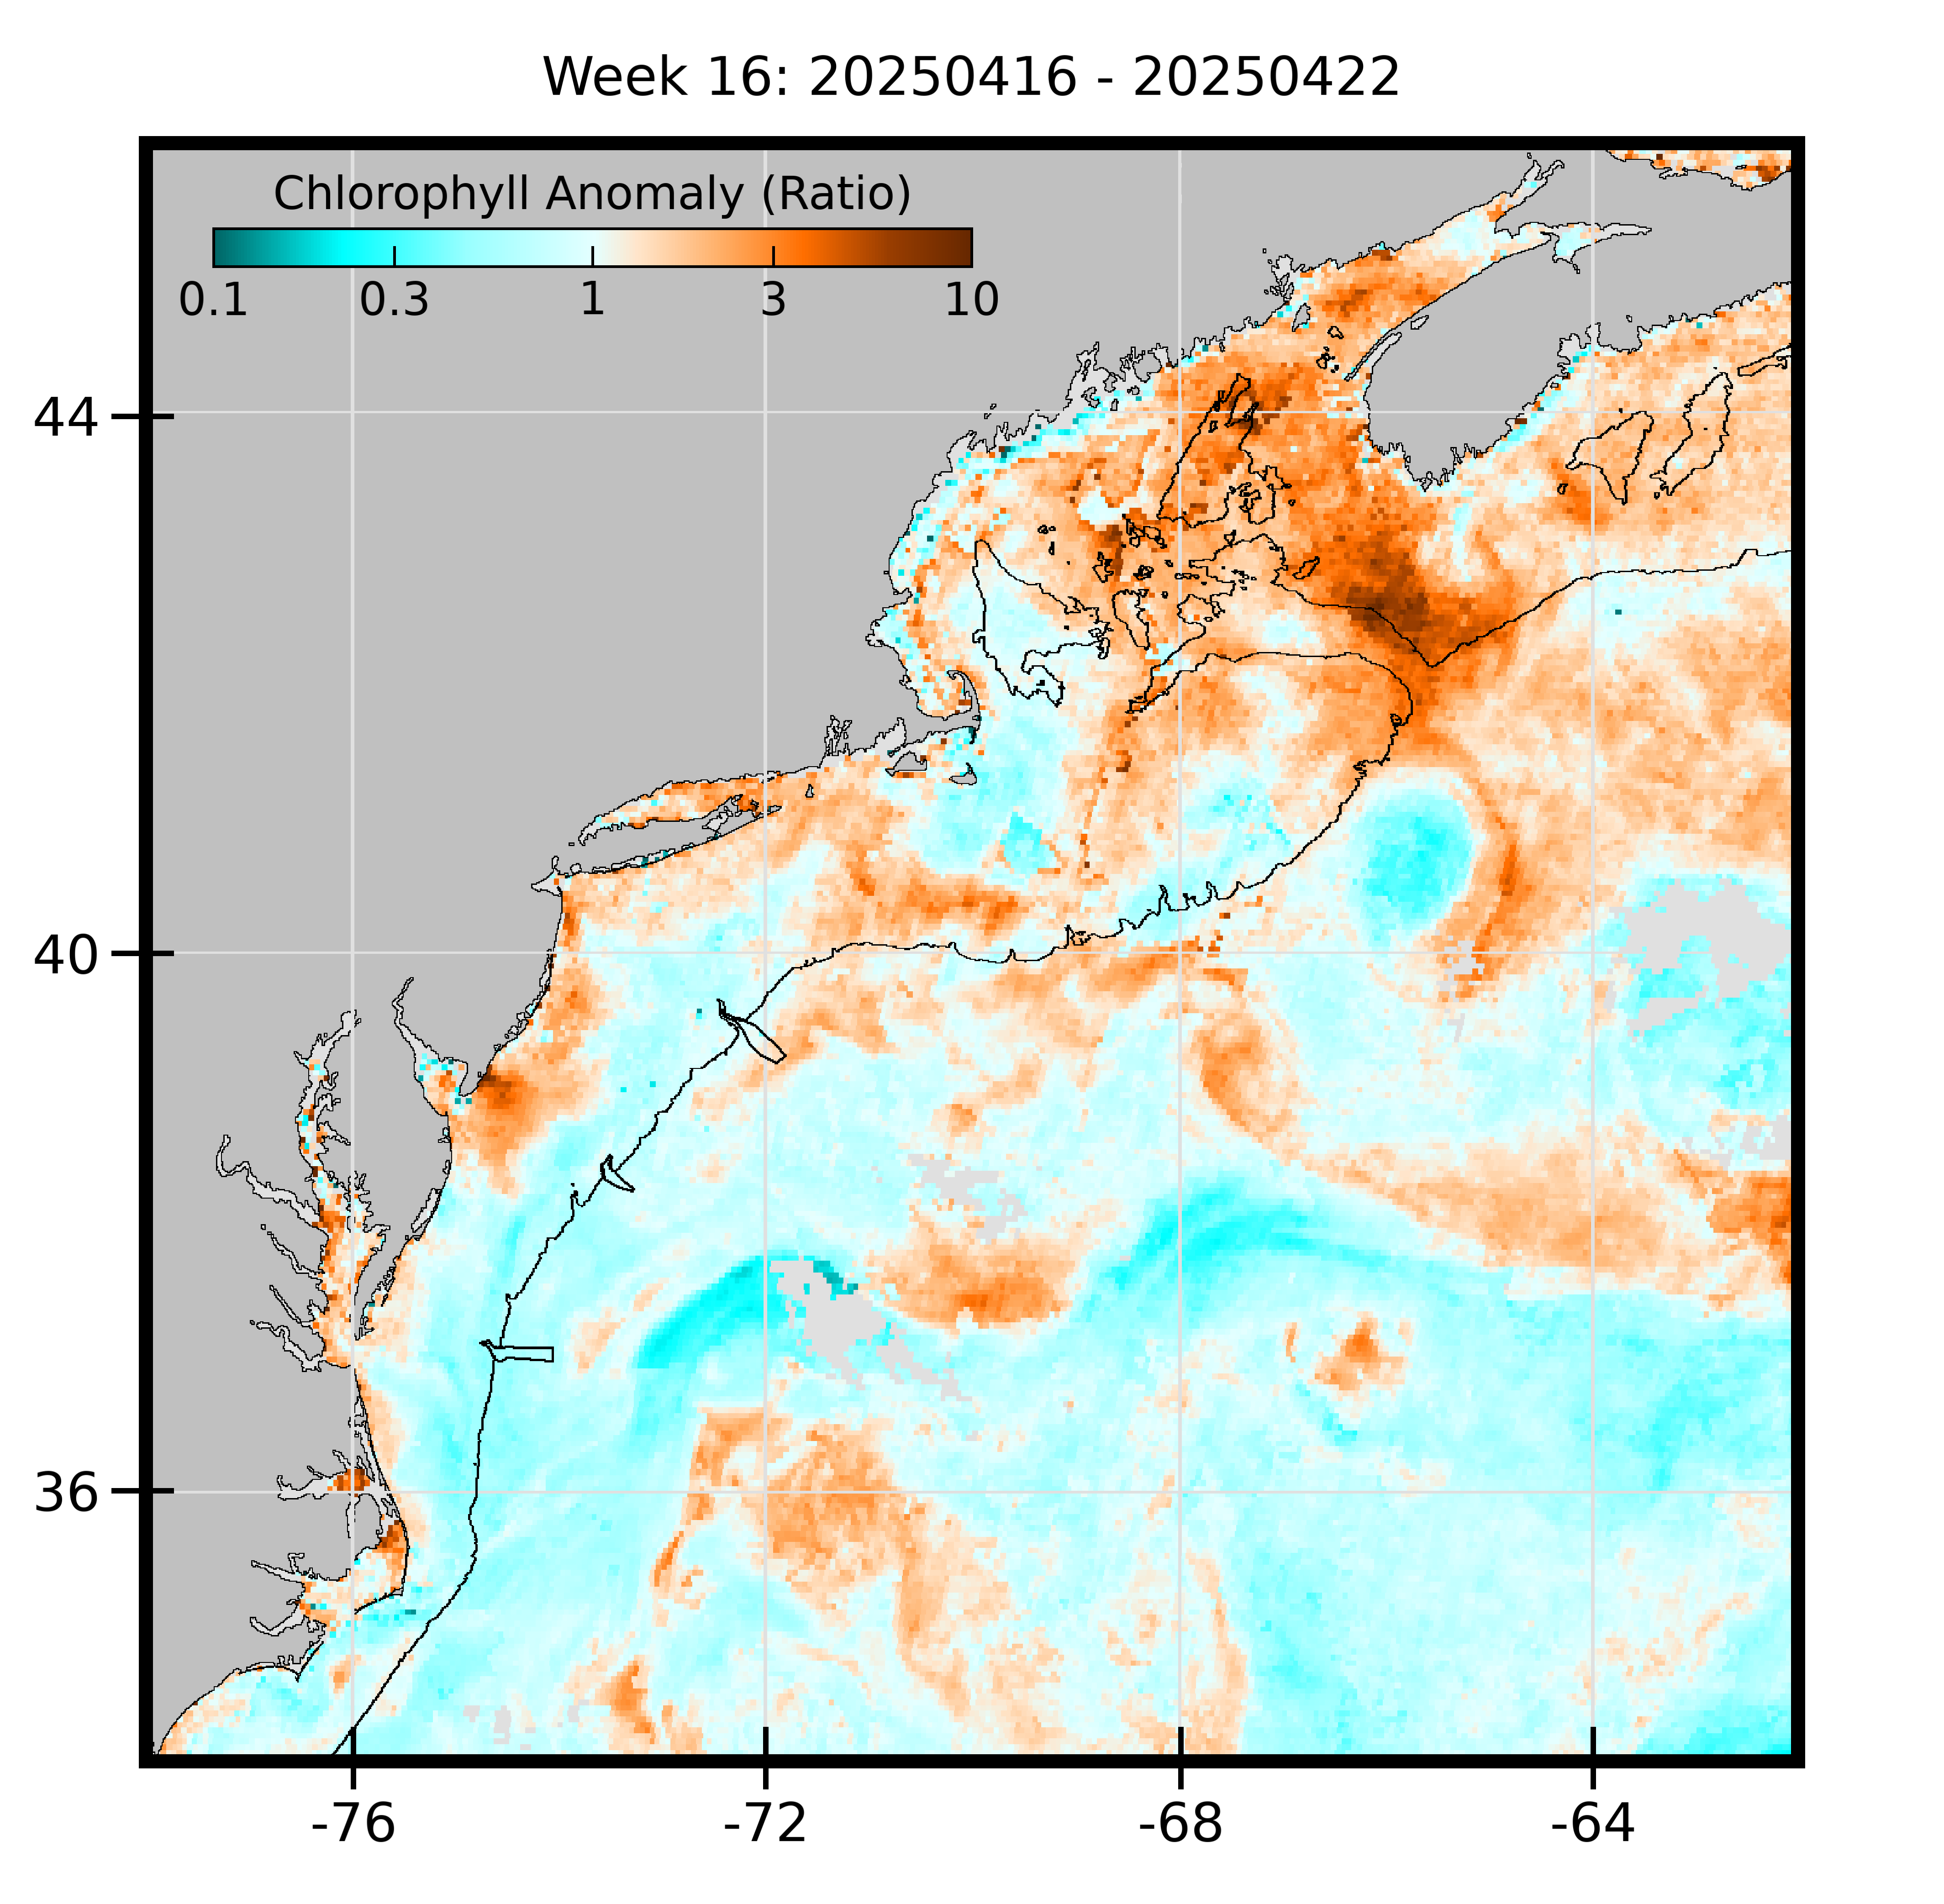 Week 16: 20250416 - 20250422
Chlorophyll Anomaly (Ratio)
0.1 0.3 1 3 10
44
40
36
-76 -72 -68 -64